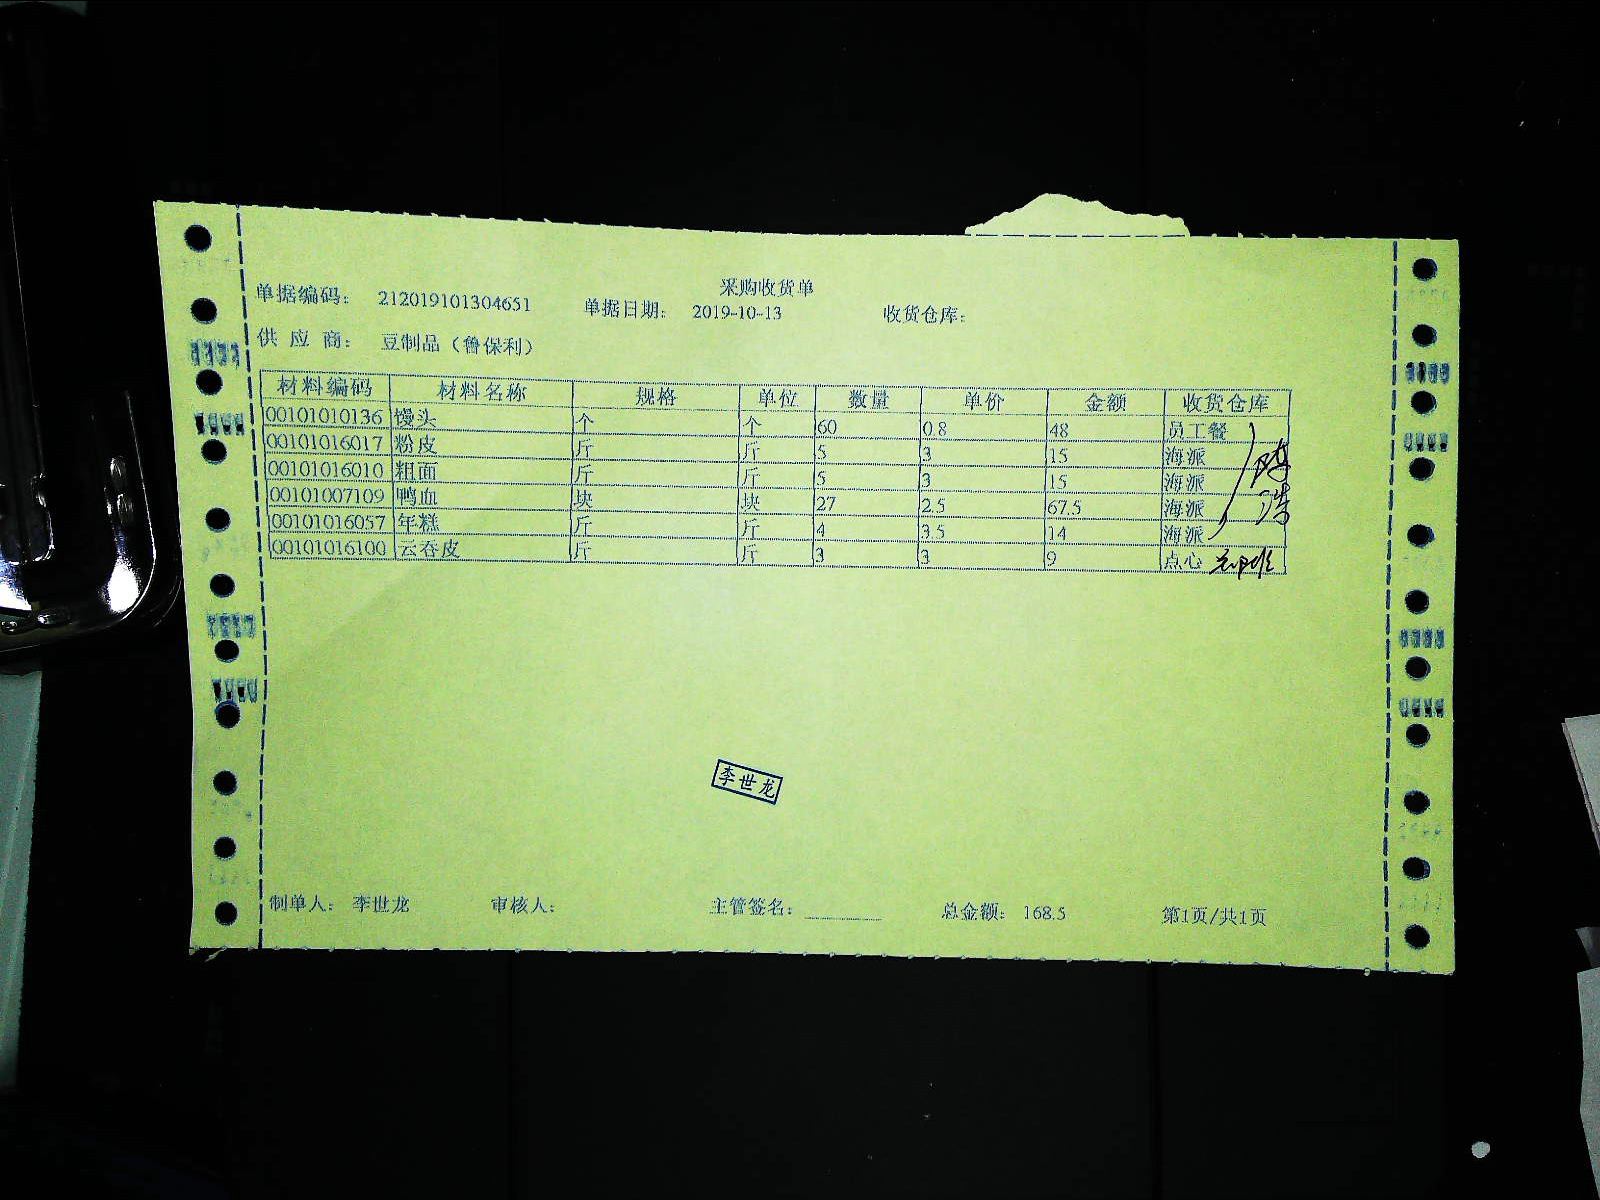 采购收货单
单据编码： 212019101304651 单据日期： 2019-10-13 收货仓库：
供 应 商： 豆制品（鲁保利）
材料编码 材料名称 规格 单位 数量 单价 金额 收货仓库
00101010136 馒头 个 个 60 0.8 48 员工餐
00101016017 粉皮 斤 斤 5 3 15 海派
00101016010 粗面 斤 斤 5 3 15 海派
00101007109 鸭血 块 块 27 2.5 67.5 海派
00101016057 年糕 斤 斤 4 3.5 14 海派
00101016100 云吞皮 斤 斤 3 3 9 点心
李世龙
制单人： 李世龙 审核人： 主管签名： 总金额： 168.5 第1页/共1页